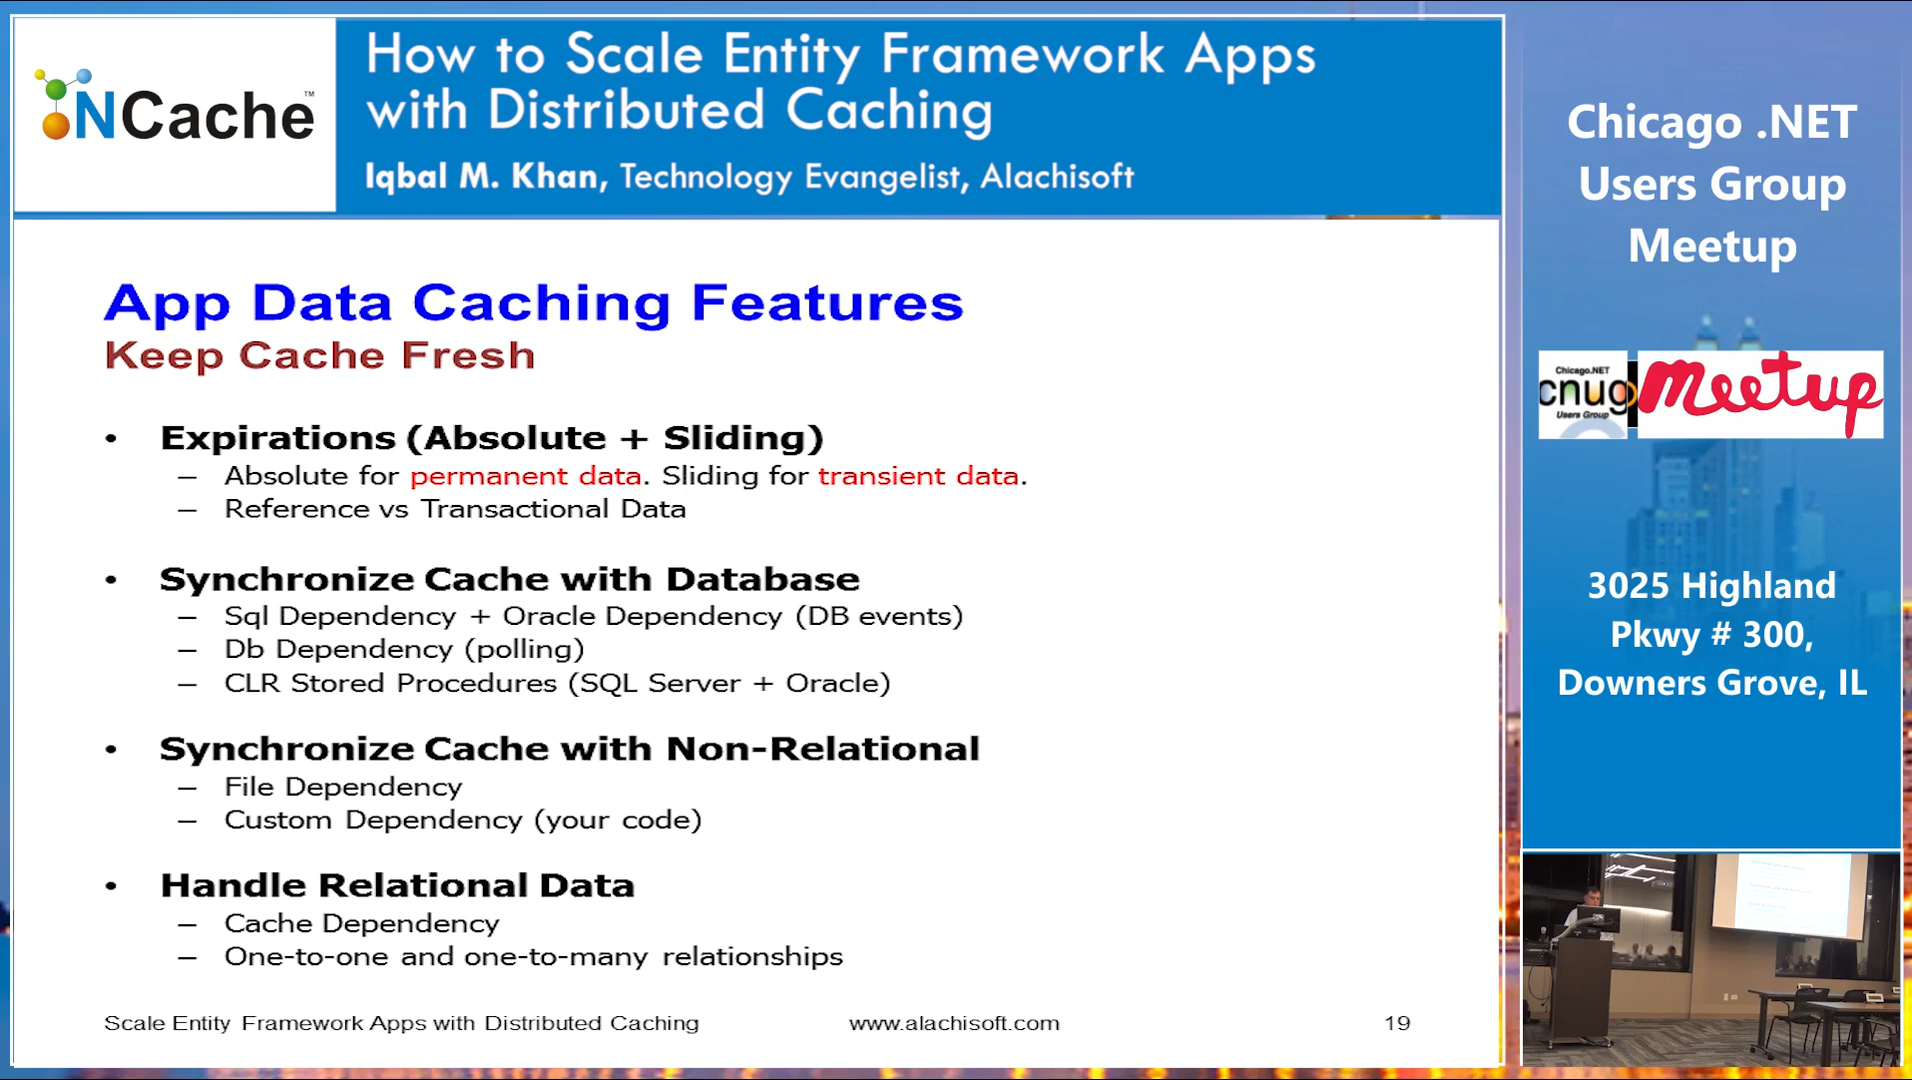 NCache™
How to Scale Entity Framework Apps
with Distributed Caching
Iqbal M. Khan, Technology Evangelist, Alachisoft
App Data Caching Features
Keep Cache Fresh
• Expirations (Absolute + Sliding)
– Absolute for permanent data. Sliding for transient data.
– Reference vs Transactional Data
• Synchronize Cache with Database
– Sql Dependency + Oracle Dependency (DB events)
– Db Dependency (polling)
– CLR Stored Procedures (SQL Server + Oracle)
• Synchronize Cache with Non-Relational
– File Dependency
– Custom Dependency (your code)
• Handle Relational Data
– Cache Dependency
– One-to-one and one-to-many relationships
Scale Entity Framework Apps with Distributed Caching www.alachisoft.com 19
Chicago .NET
Users Group
Meetup
Chicago.NET
cnug
Users Group
meetup
3025 Highland
Pkwy # 300,
Downers Grove, IL